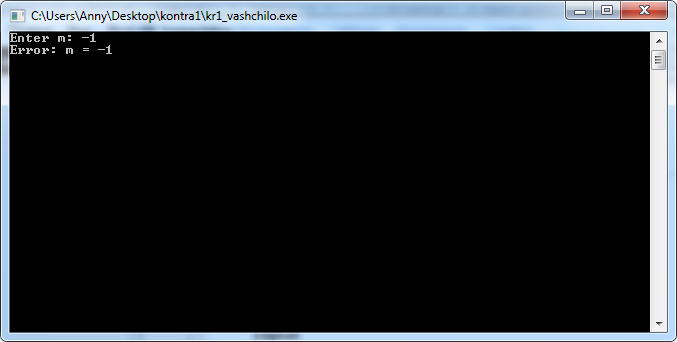 C:\Users\Anny\Desktop\kontra1\kr1_vashchilo.exe
Enter m: -1
Error: m = -1